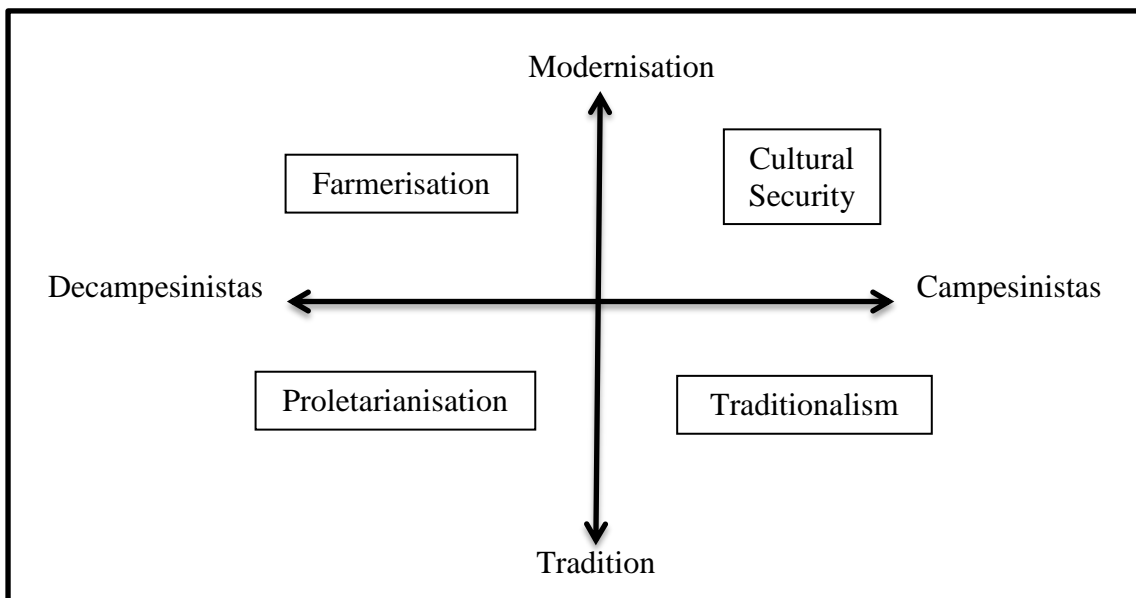 Modernisation
Farmerisation
Cultural
Security
Decampesinistas
Campesinistas
Proletarianisation
Traditionalism
Tradition